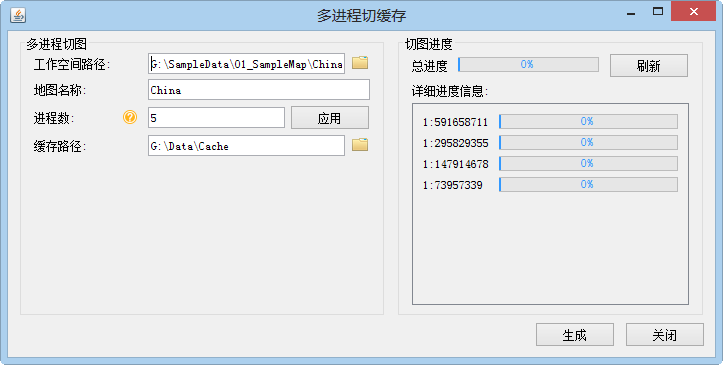 多进程切缓存
多进程切图
工作空间路径:
G:\SampleData\01_SampleMap\China
地图名称:
China
进程数:
5
应用
缓存路径:
G:\Data\Cache
切图进度
总进度
0%
刷新
详细进度信息:
1:591658711
0%
1:295829355
0%
1:147914678
0%
1:73957339
0%
生成
关闭